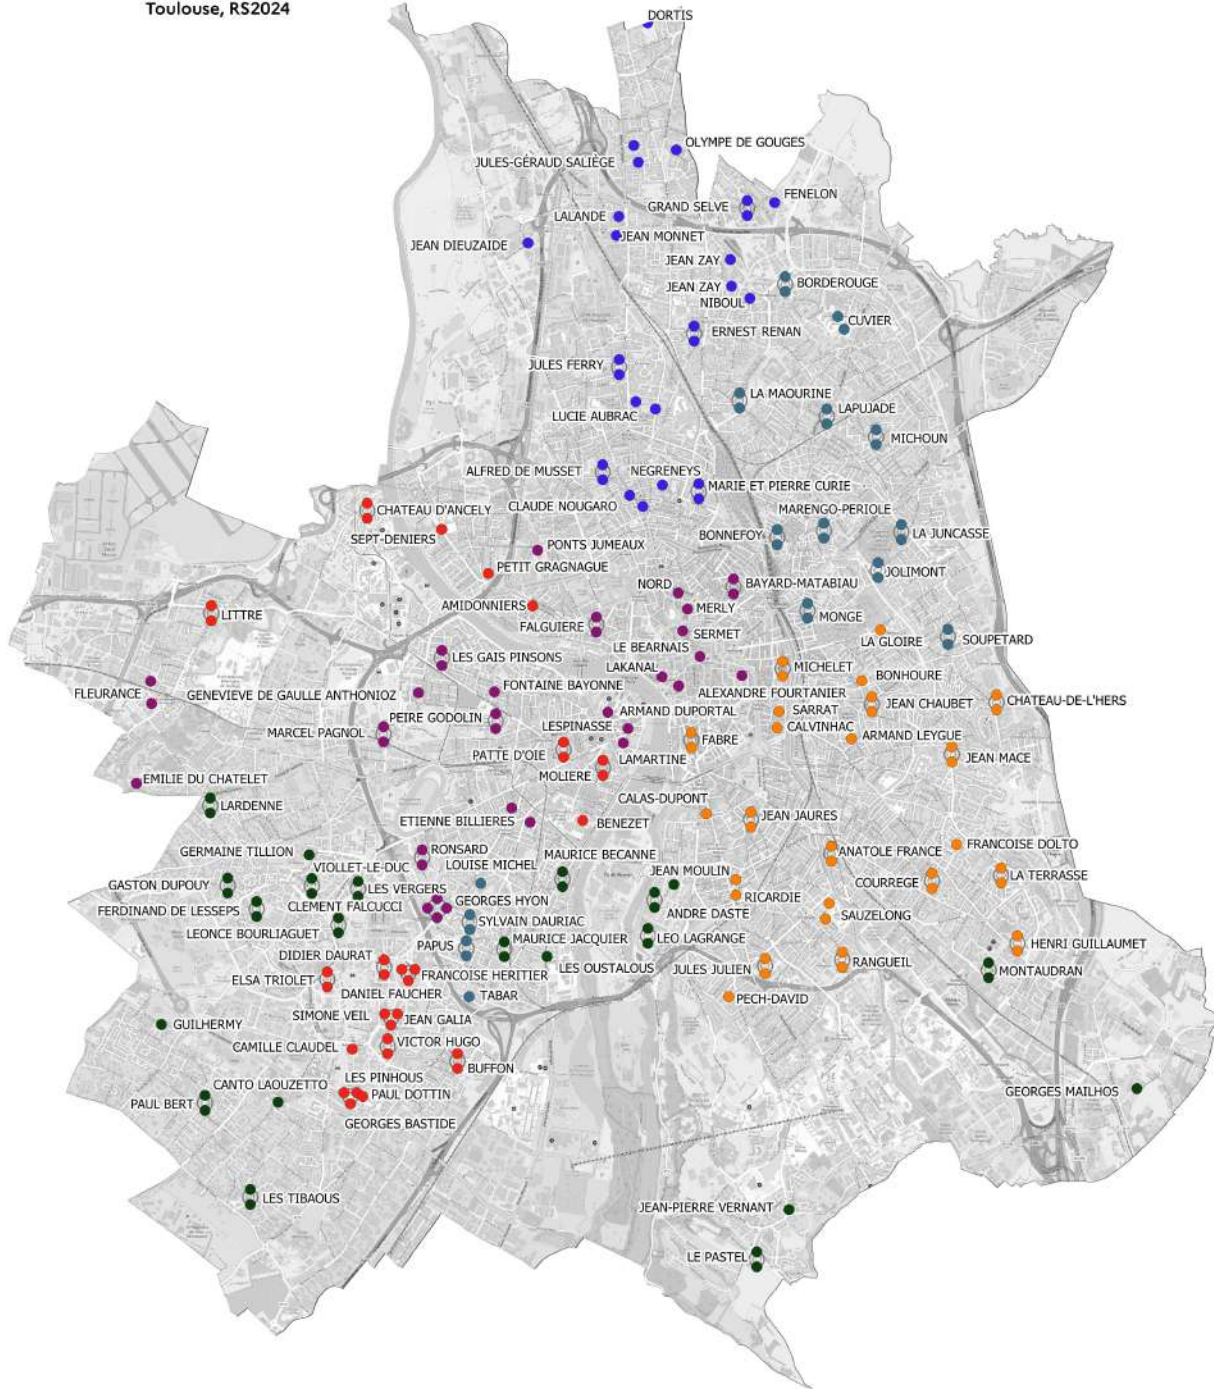 Toulouse, RS2024
DORTIS
OLYMPE DE GOUGES
JULES-GÉRAUD SALIÈGE
FENELON
GRAND SELVE
LALANDE
JEAN MONNET
JEAN DIEUZAIDE
JEAN ZAY
JEAN ZAY
BORDEROUGE
NIBOUL
CUVIER
ERNEST RENAN
JULES FERRY
LA MAOURINE
LUCIE AUBRAC
LAPUJADE
MICHOUN
ALFRED DE MUSSET
NEGRENEYS
MARIE ET PIERRE CURIE
CLAUDE NOUGARO
CHATEAU D'ANCELY
MARENGO-PERIOLE
SEPT-DENIERS
BONNEFOY
LA JUNCASSE
PONTS JUMEAUX
PETIT GRAGNAGUE
JOLIMONT
NORD
BAYARD-MATABIAU
AMIDONNIERS
MERLY
LITTRE
MONGE
FALGUIERE
SERMET
LA GLOIRE
SOUPETARD
LE BEARNAIS
LES GAIS PINSONS
LAKANAL
MICHELET
BONHOURE
FLEURANCE
GENEVIEVE DE GAULLE ANTHONIOZ
FONTAINE BAYONNE
ALEXANDRE FOURTANIER
CHATEAU-DE-L'HERS
ARMAND DUPORTAL
SARRAT
JEAN CHAUBET
PEIRE GODOLIN
LESPINASSE
CALVINHAC
MARCEL PAGNOL
FABRE
ARMAND LEYGUE
PATTE D'OIE
LAMARTINE
JEAN MACE
MOLIERE
EMILIE DU CHATELET
LARDENNE
CALAS-DUPONT
ETIENNE BILLIERES
BENEZET
JEAN JAURES
RONSARD
FRANCOISE DOLTO
GERMAINE TILLION
MAURICE BECANNE
ANATOLE FRANCE
VIOLLET-LE-DUC
LOUISE MICHEL
JEAN MOULIN
LA TERRASSE
GASTON DUPOUY
LES VERGERS
COURREGE
CLEMENT FALCUCCI
GEORGES HYON
RICARDIE
FERDINAND DE LESSEPS
ANDRE DASTE
SAUZELONG
SYLVAIN DAURIAC
LEONCE BOURLIAGUET
MAURICE JACQUIER
LEO LAGRANGE
HENRI GUILLAUMET
PAPUS
DIDIER DAURAT
RANGUEIL
LES OUSTALOUS
JULES JULIEN
MONTAUDRAN
FRANCOISE HERITIER
ELSA TRIOLET
DANIEL FAUCHER
TABAR
PECH-DAVID
SIMONE VEIL
JEAN GALIA
GUILHERMY
VICTOR HUGO
CAMILLE CLAUDEL
BUFFON
LES PINHOUS
CANTO LAOUZETTO
GEORGES MAILHOS
PAUL DOTTIN
PAUL BERT
GEORGES BASTIDE
LES TIBAOUS
JEAN-PIERRE VERNANT
LE PASTEL